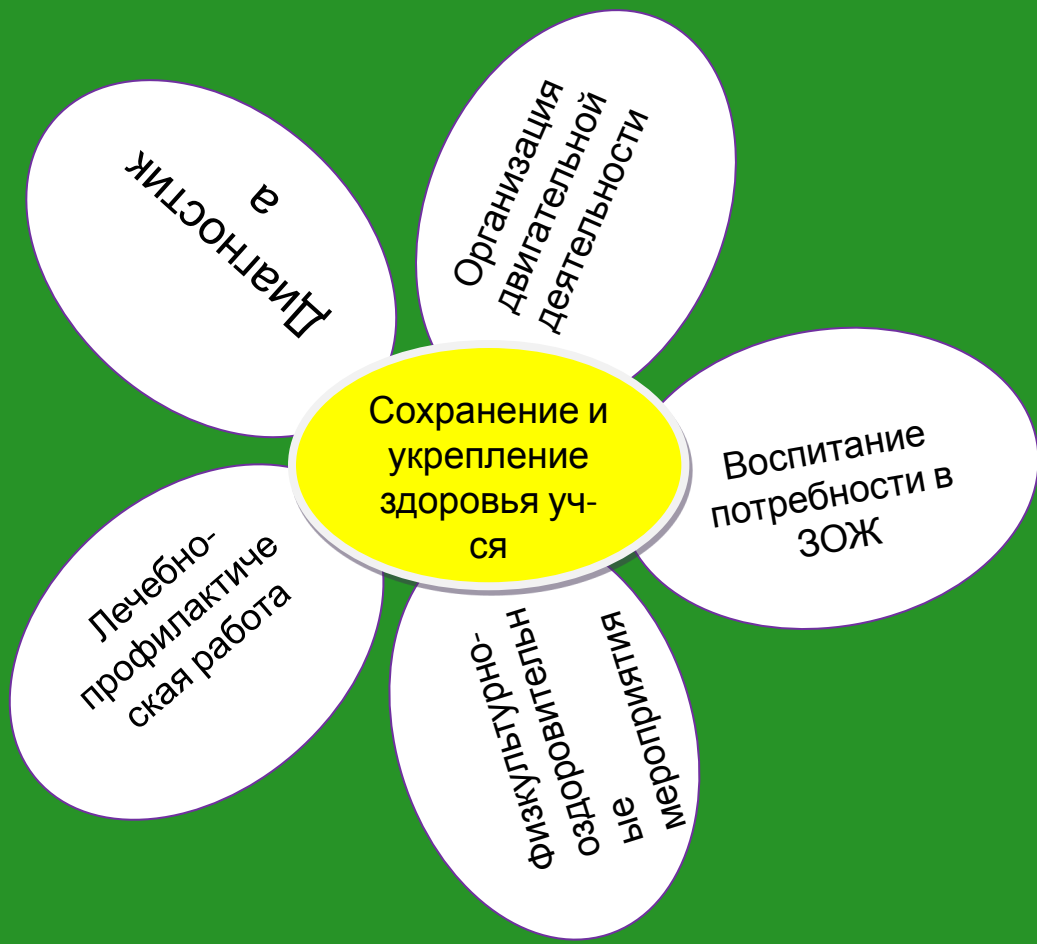 Диагностик
а
Организация
двигательной
деятельности
Сохранение и
укрепление
здоровья уч-
ся
Воспитание
потребности в
ЗОЖ
Лечебно-
профилактиче
ская работа
Физкультурно-
оздоровительн
ые
мероприятия